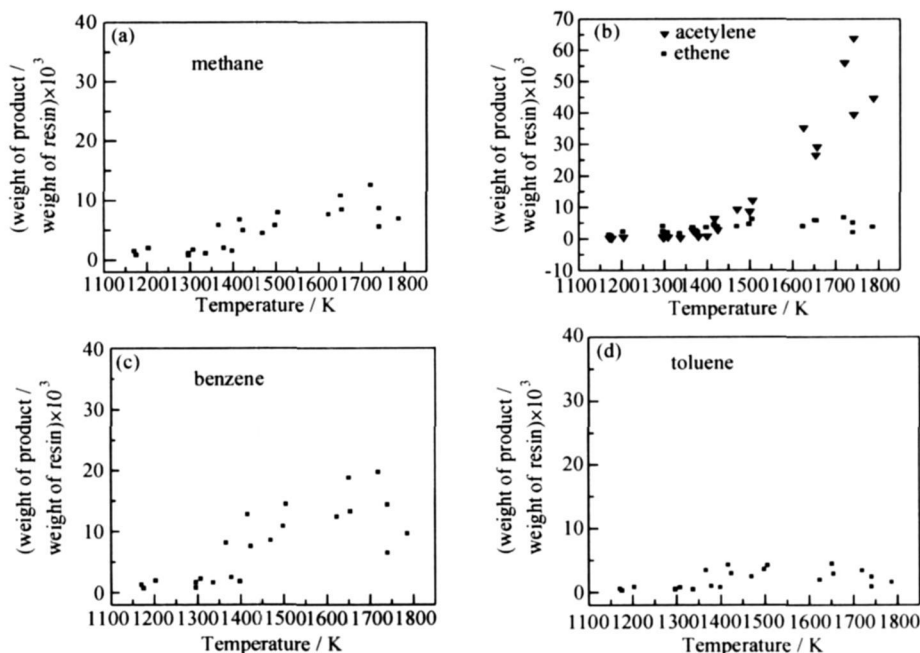 (a)
methane
(weight of product /
weight of resin)×10³
40
30
20
10
0
1100 1200 1300 1400 1500 1600 1700 1800
Temperature / K
(b)
acetylene
ethene
(weight of product /
weight of resin)×10³
70
60
50
40
30
20
10
0
-10
1100 1200 1300 1400 1500 1600 1700 1800
Temperature / K
(c)
benzene
(weight of product /
weight of resin)×10³
40
30
20
10
0
1100 1200 1300 1400 1500 1600 1700 1800
Temperature / K
(d)
toluene
(weight of product /
weight of resin)×10³
40
30
20
10
0
1100 1200 1300 1400 1500 1600 1700 1800
Temperature / K